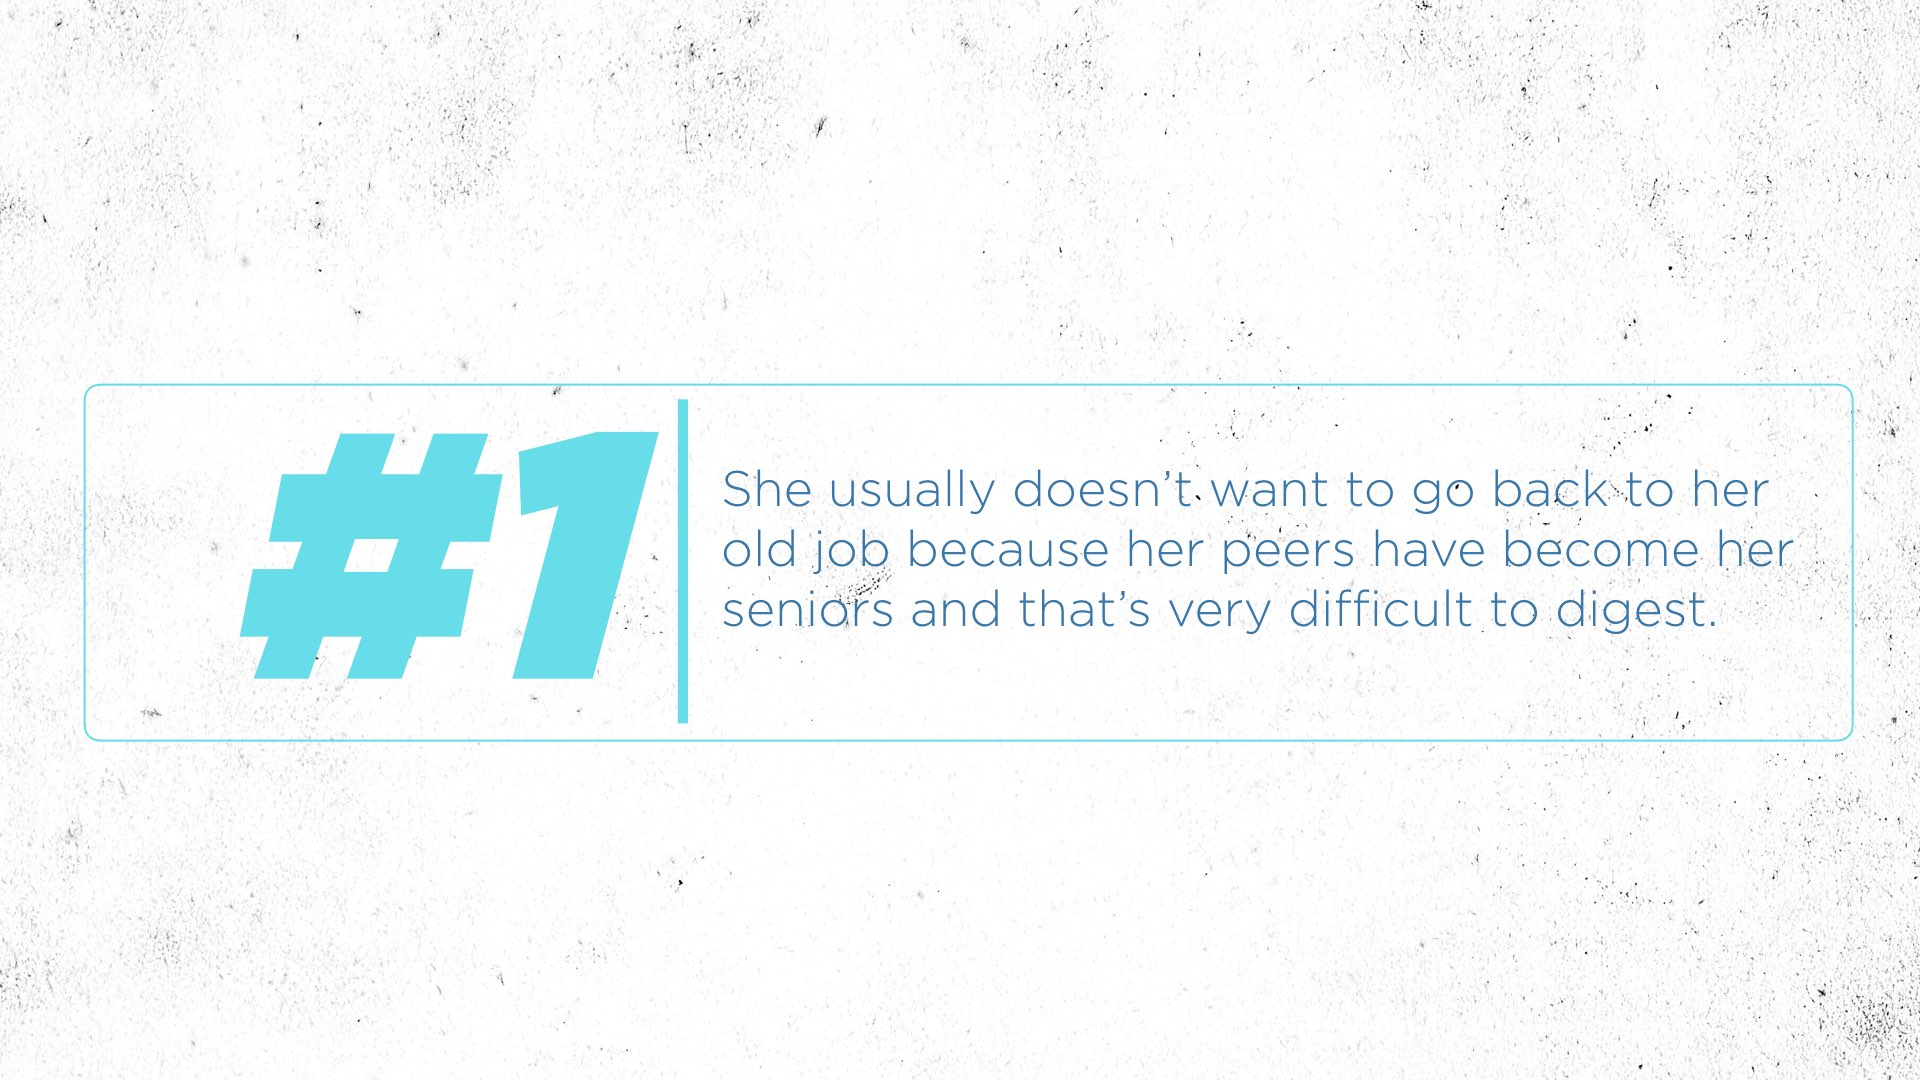 #1
She usually doesn’t want to go back to her
old job because her peers have become her
seniors and that’s very difficult to digest.